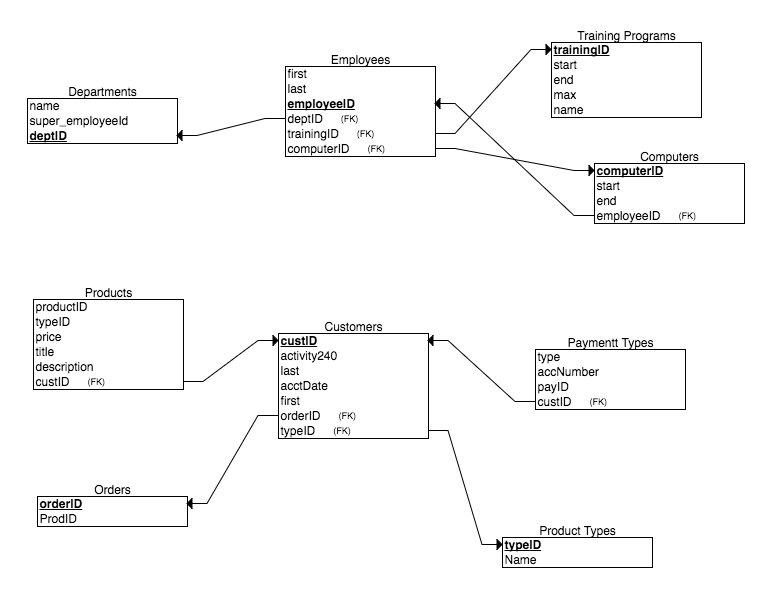 Departments
name
super_employeeId
deptID
Employees
first
last
employeeID
deptID (FK)
trainingID (FK)
computerID (FK)
Training Programs
trainingID
start
end
max
name
Computers
computerID
start
end
employeeID (FK)
Products
productID
typeID
price
title
description
custID (FK)
Customers
custID
activity240
last
acctDate
first
orderID (FK)
typeID (FK)
Paymentt Types
type
accNumber
payID
custID (FK)
Orders
orderID
ProdID
Product Types
typeID
Name